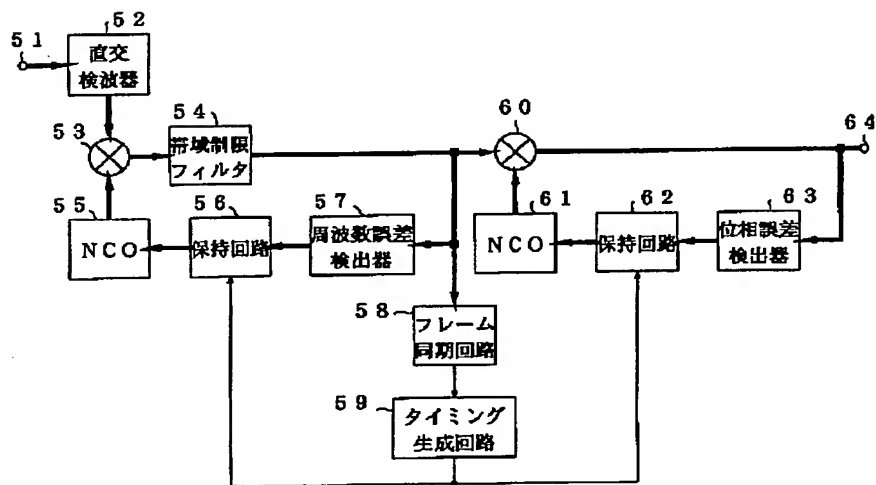 ５２
５１
直交
検波器
５４
６０
６４
５３
帯域制限
フィルタ
５５
５６
５７
６１
６２
６３
ＮＣＯ
保持回路
周波数誤差
検出器
ＮＣＯ
保持回路
位相誤差
検出器
５８
フレーム
同期回路
５９
タイミング
生成回路